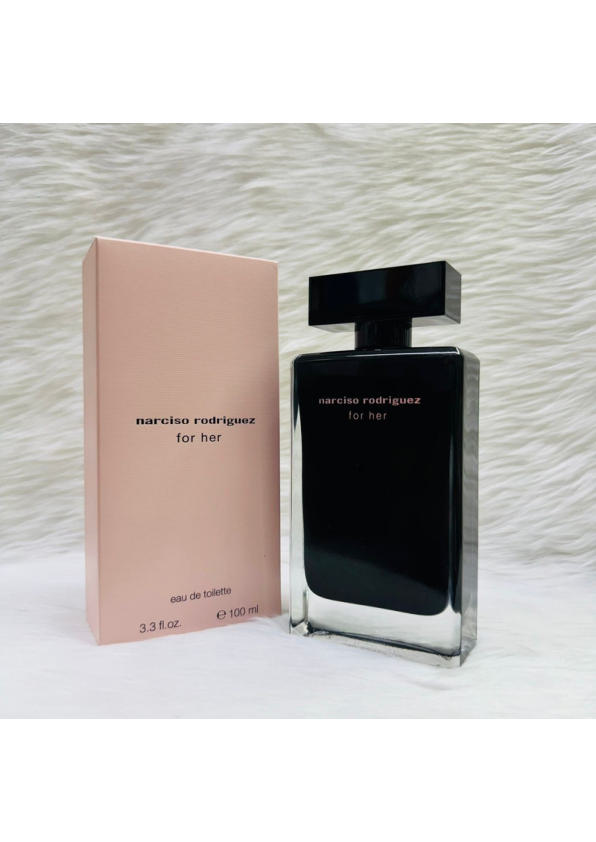 narciso rodriguez
for her
eau de toilette
3.3 fl.oz. ℮ 100 ml
narciso rodriguez
for her